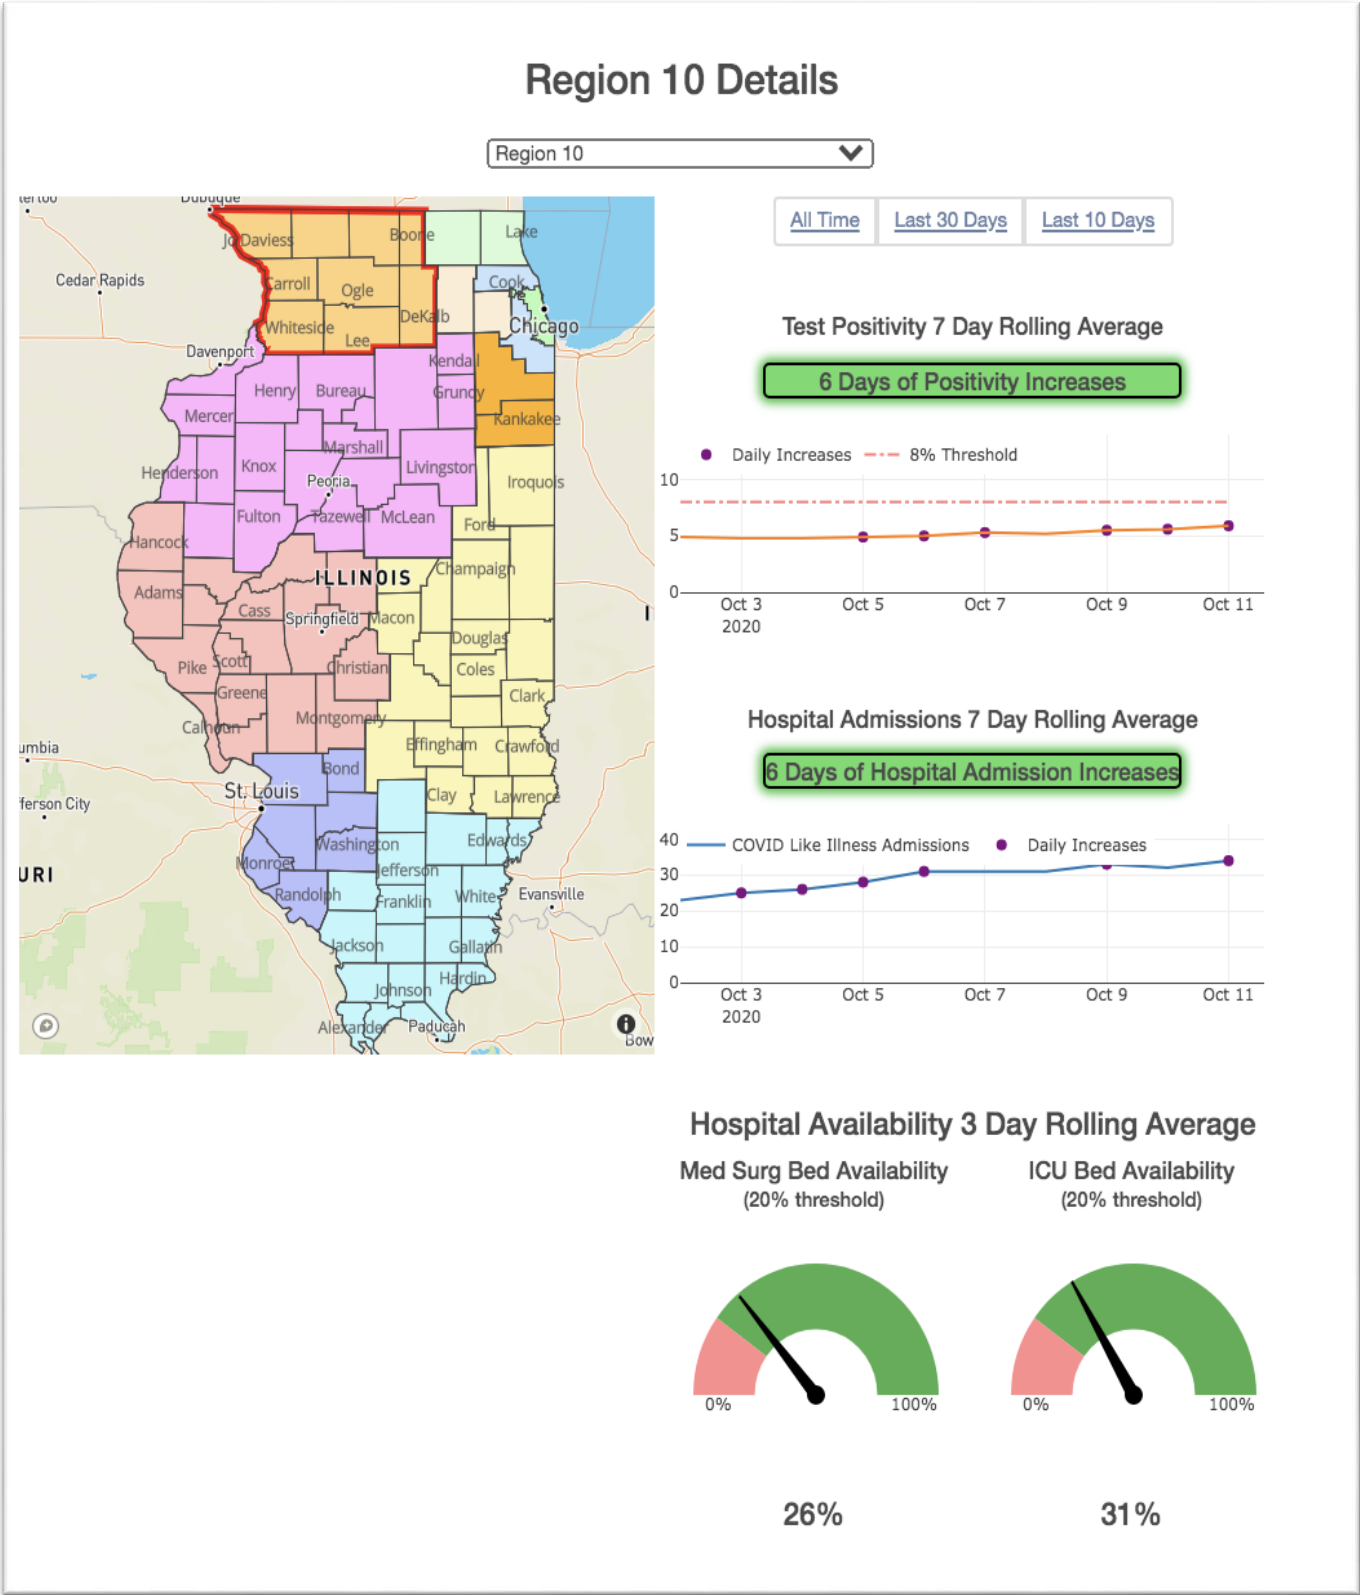 Region 10 Details
Region 10
Dubuque
Jo Daviess
Boone
Lake
Cedar Rapids
Carroll
Ogle
Cook
DeKalb
Chicago
Whiteside
Lee
Davenport
Kendall
Henry
Bureau
Grundy
Mercer
Kankakee
Marshall
Henderson
Knox
Livingston
Peoria
Iroquois
Fulton
Tazewell
McLean
Ford
Hancock
Champaign
ILLINOIS
Adams
Cass
Springfield
Macon
Douglas
Pike
Scott
Christian
Coles
Greene
Clark
Calhoun
Montgomery
Effingham
Crawford
umbia
Bond
St. Louis
Clay
Lawrence
ferson City
Edwards
Washington
Monroe
Jefferson
URI
Randolph
Franklin
White
Evansville
Jackson
Gallatin
Hardin
Johnson
Alexander
Paducah
Bow
All Time
Last 30 Days
Last 10 Days
Test Positivity 7 Day Rolling Average
6 Days of Positivity Increases
Daily Increases
8% Threshold
10
5
0
Oct 3
2020
Oct 5
Oct 7
Oct 9
Oct 11
Hospital Admissions 7 Day Rolling Average
6 Days of Hospital Admission Increases
COVID Like Illness Admissions
Daily Increases
40
30
20
10
0
Oct 3
2020
Oct 5
Oct 7
Oct 9
Oct 11
Hospital Availability 3 Day Rolling Average
Med Surg Bed Availability
(20% threshold)
0%
100%
26%
ICU Bed Availability
(20% threshold)
0%
100%
31%